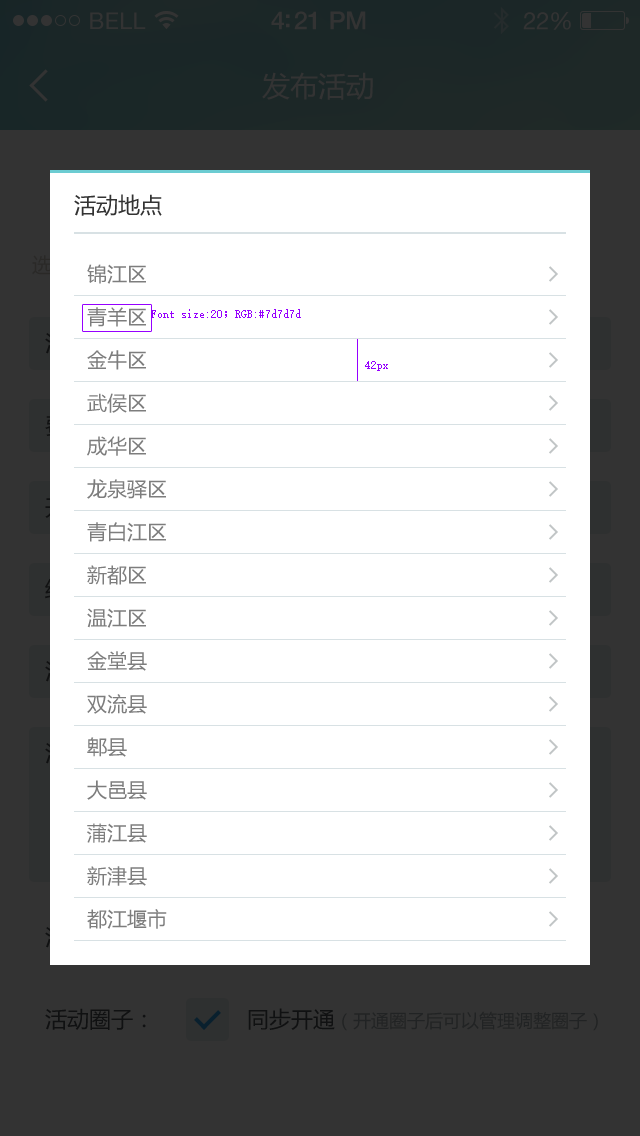 BELL 4:21 PM 22%
发布活动
活动地点
锦江区
青羊区 Font size:20; RGB:#7d7d7d
金牛区 42px
武侯区
成华区
龙泉驿区
青白江区
新都区
温江区
金堂县
双流县
郫县
大邑县
蒲江县
新津县
都江堰市
活动圈子： 同步开通（开通圈子后可以管理调整圈子）